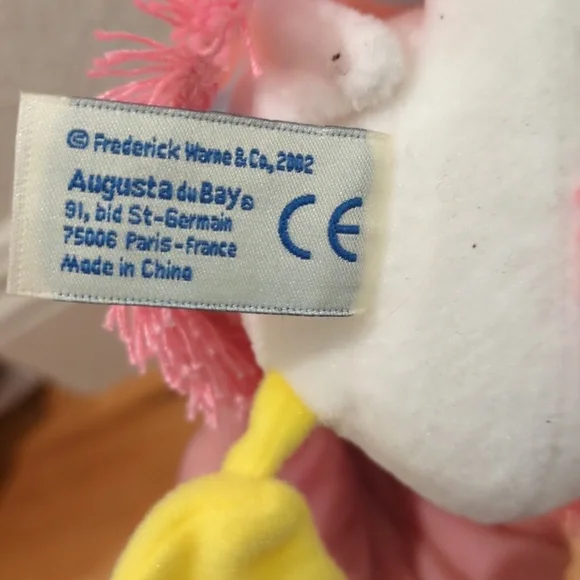 © Frederick Warne & Co, 2002
Augusta du Bay®
91, bld St-Germain
75006 Paris-France
Made in China
CE